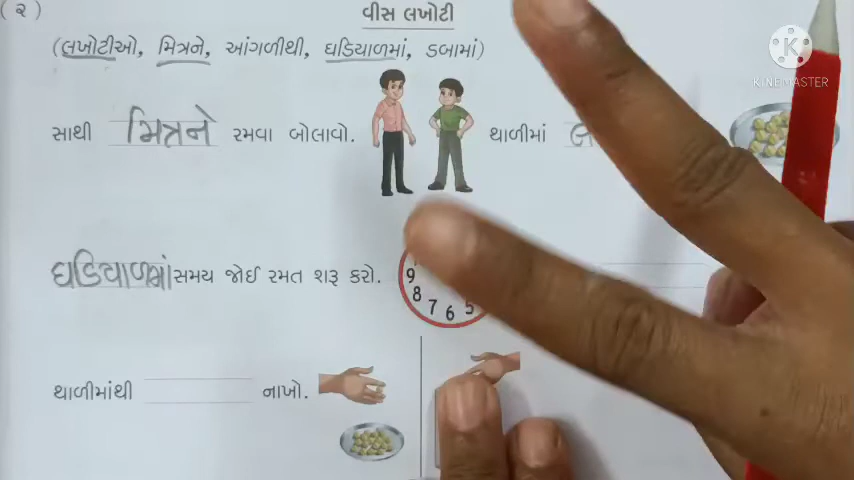 (૨)
વીસ લખોટી
(લખોટીઓ, મિત્રને, આંગળીથી, ઘડિયાળમાં, ડબામાં)
KINEMASTER
સાથી મિત્રને રમવા બોલાવો. થાળીમાં
ઘડિયાળમાં સમય જોઈ રમત શરૂ કરો. 9 8 7 6 5
થાળીમાંથી નાખો.